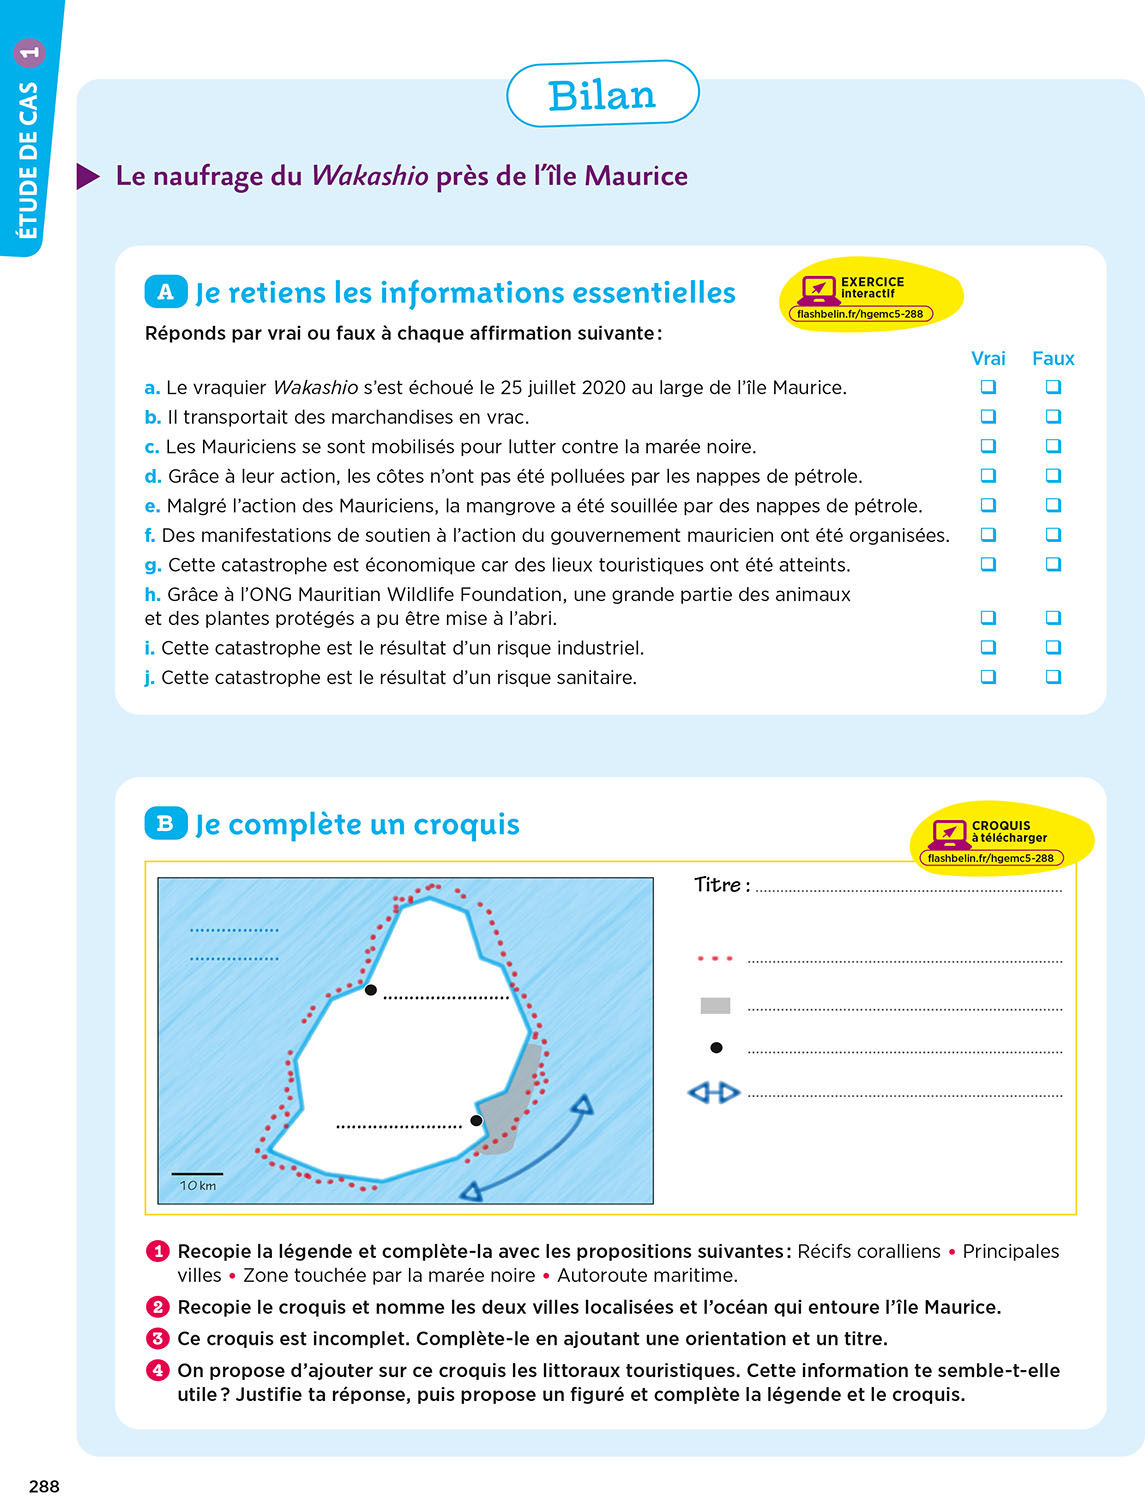 ÉTUDE DE CAS 1
Bilan
Le naufrage du Wakashio près de l'île Maurice
A Je retiens les informations essentielles
EXERCICE
interactif
flashbelin.fr/hgemc5-288
Réponds par vrai ou faux à chaque affirmation suivante :
Vrai Faux
a. Le vraquier Wakashio s'est échoué le 25 juillet 2020 au large de l'île Maurice. ❑ ❑
b. Il transportait des marchandises en vrac. ❑ ❑
c. Les Mauriciens se sont mobilisés pour lutter contre la marée noire. ❑ ❑
d. Grâce à leur action, les côtes n'ont pas été polluées par les nappes de pétrole. ❑ ❑
e. Malgré l'action des Mauriciens, la mangrove a été souillée par des nappes de pétrole. ❑ ❑
f. Des manifestations de soutien à l'action du gouvernement mauricien ont été organisées. ❑ ❑
g. Cette catastrophe est économique car des lieux touristiques ont été atteints. ❑ ❑
h. Grâce à l'ONG Mauritian Wildlife Foundation, une grande partie des animaux
et des plantes protégés a pu être mise à l'abri. ❑ ❑
i. Cette catastrophe est le résultat d'un risque industriel. ❑ ❑
j. Cette catastrophe est le résultat d'un risque sanitaire. ❑ ❑
B Je complète un croquis
CROQUIS
à télécharger
flashbelin.fr/hgemc5-288
Titre : ....................
10 km
1 Recopie la légende et complète-la avec les propositions suivantes : Récifs coralliens • Principales
villes • Zone touchée par la marée noire • Autoroute maritime.
2 Recopie le croquis et nomme les deux villes localisées et l'océan qui entoure l'île Maurice.
3 Ce croquis est incomplet. Complète-le en ajoutant une orientation et un titre.
4 On propose d'ajouter sur ce croquis les littoraux touristiques. Cette information te semble-t-elle
utile ? Justifie ta réponse, puis propose un figuré et complète la légende et le croquis.
288